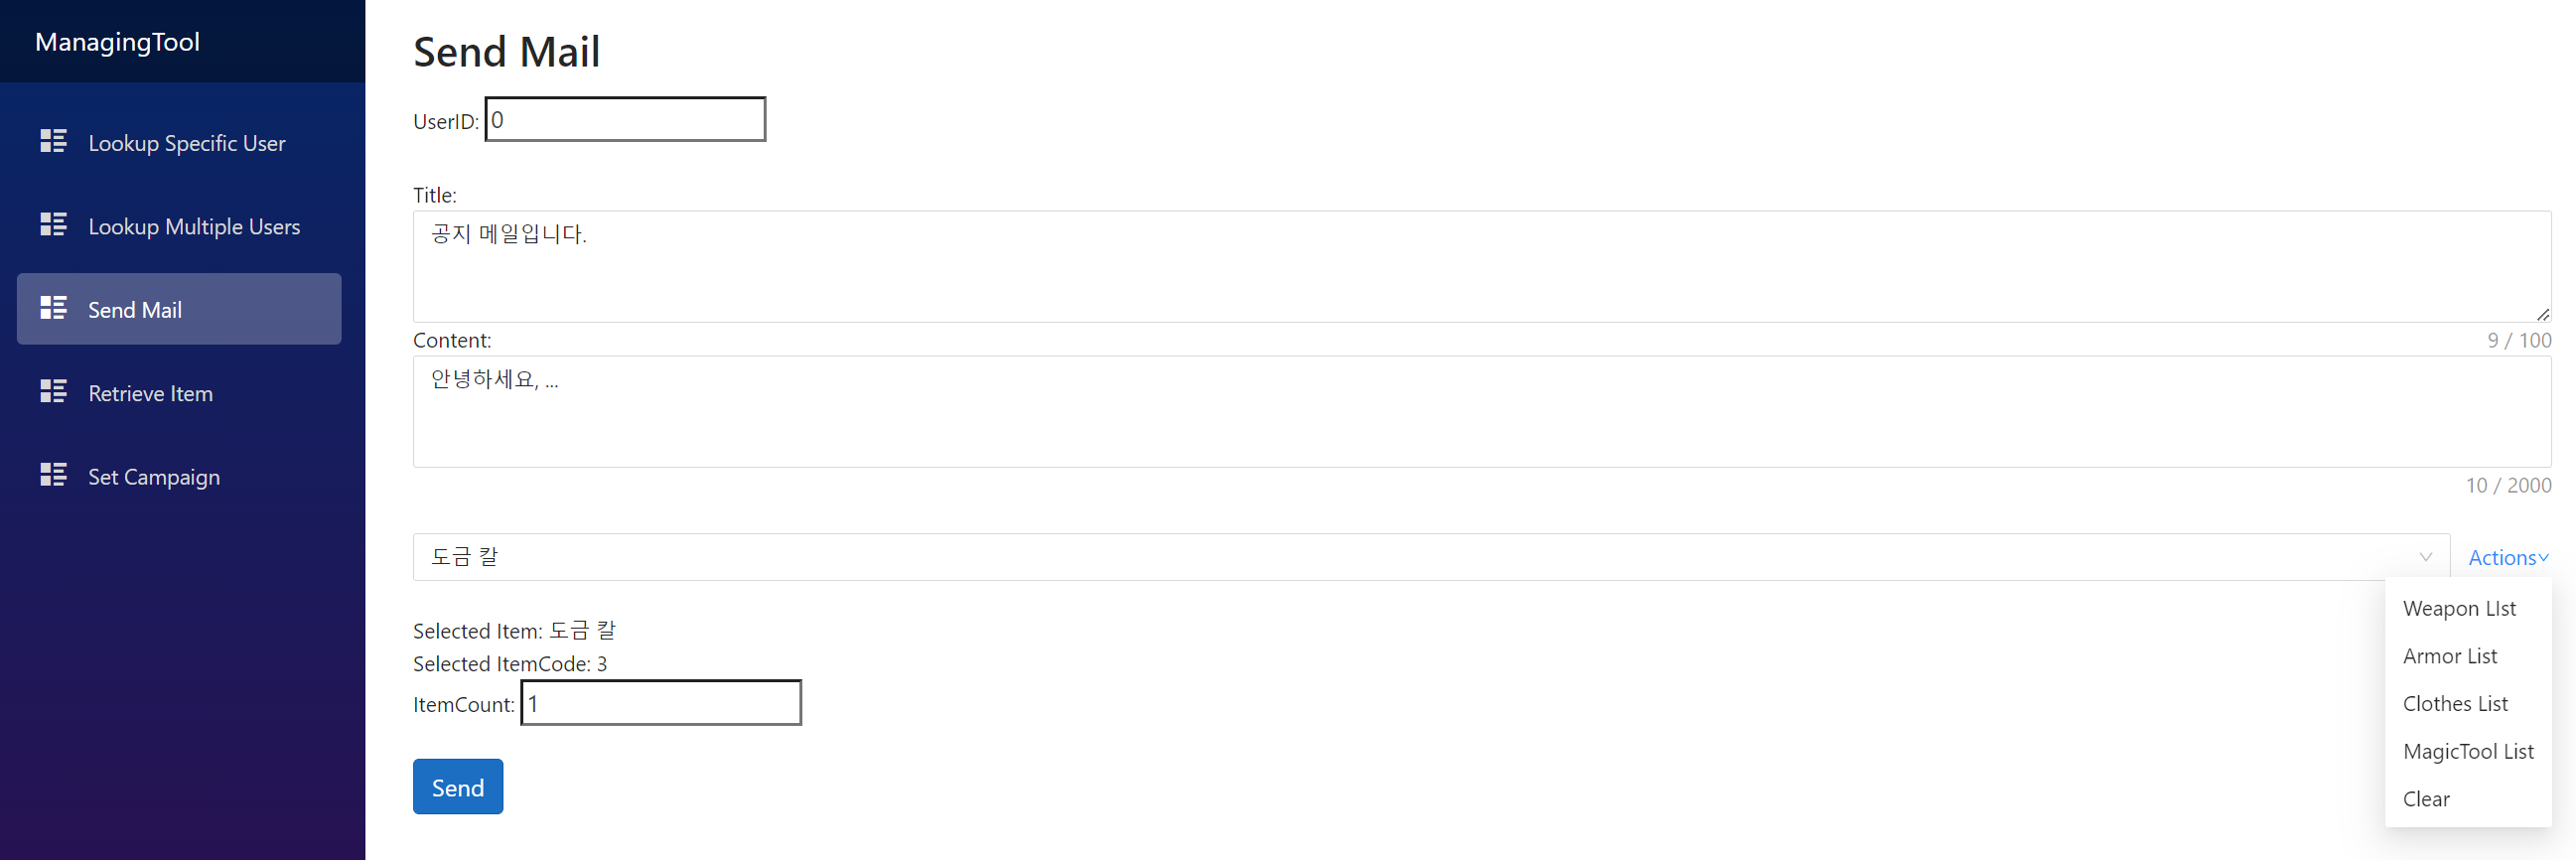 ManagingTool
Lookup Specific User
Lookup Multiple Users
Send Mail
Retrieve Item
Set Campaign
Send Mail
UserID: 0
Title:
공지 메일입니다.
Content:
9 / 100
안녕하세요, ...
10 / 2000
도금 칼
Actions
Weapon LIst
Armor List
Clothes List
MagicTool List
Clear
Selected Item: 도금 칼
Selected ItemCode: 3
ItemCount: 1
Send